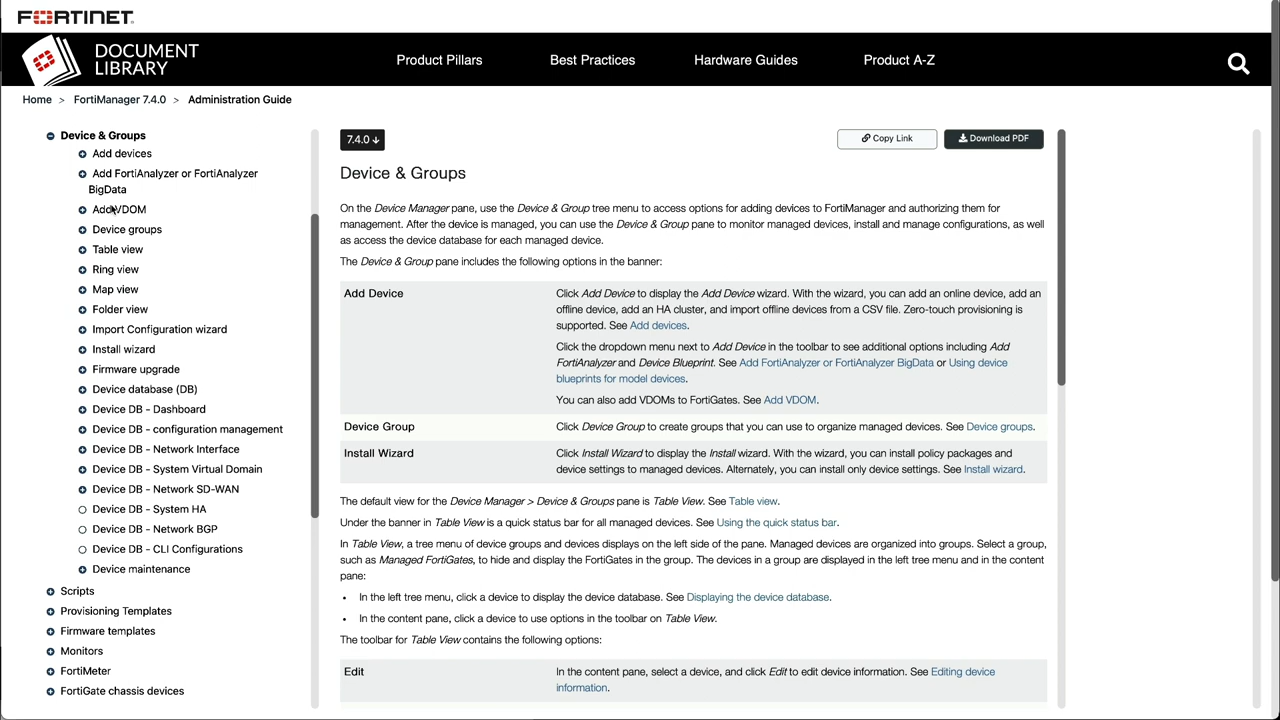 FORTINET
DOCUMENT
LIBRARY
Product Pillars
Best Practices
Hardware Guides
Product A-Z
Home > FortiManager 7.4.0 > Administration Guide
Device & Groups
Add devices
Add FortiAnalyzer or FortiAnalyzer
BigData
Add VDOM
Device groups
Table view
Ring view
Map view
Folder view
Import Configuration wizard
Install wizard
Firmware upgrade
Device database (DB)
Device DB - Dashboard
Device DB - configuration management
Device DB - Network Interface
Device DB - System Virtual Domain
Device DB - Network SD-WAN
Device DB - System HA
Device DB - Network BGP
Device DB - CLI Configurations
Device maintenance
Scripts
Provisioning Templates
Firmware templates
Monitors
FortiMeter
FortiGate chassis devices
7.4.0
Copy Link
Download PDF
Device & Groups
On the Device Manager pane, use the Device & Group tree menu to access options for adding devices to FortiManager and authorizing them for
management. After the device is managed, you can use the Device & Group pane to monitor managed devices, install and manage configurations, as well
as access the device database for each managed device.
The Device & Group pane includes the following options in the banner:
Add Device
Click Add Device to display the Add Device wizard. With the wizard, you can add an online device, add an
offline device, add an HA cluster, and import offline devices from a CSV file. Zero-touch provisioning is
supported. See Add devices.
Click the dropdown menu next to Add Device in the toolbar to see additional options including Add
FortiAnalyzer and Device Blueprint. See Add FortiAnalyzer or FortiAnalyzer BigData or Using device
blueprints for model devices.
You can also add VDOMs to FortiGates. See Add VDOM.
Device Group
Click Device Group to create groups that you can use to organize managed devices. See Device groups.
Install Wizard
Click Install Wizard to display the Install wizard. With the wizard, you can install policy packages and
device settings to managed devices. Alternately, you can install only device settings. See Install wizard.
The default view for the Device Manager > Device & Groups pane is Table View. See Table view.
Under the banner in Table View is a quick status bar for all managed devices. See Using the quick status bar.
In Table View, a tree menu of device groups and devices displays on the left side of the pane. Managed devices are organized into groups. Select a group,
such as Managed FortiGates, to hide and display the FortiGates in the group. The devices in a group are displayed in the left tree menu and in the content
pane:
• In the left tree menu, click a device to display the device database. See Displaying the device database.
• In the content pane, click a device to use options in the toolbar on Table View.
The toolbar for Table View contains the following options:
Edit
In the content pane, select a device, and click Edit to edit device information. See Editing device
information.